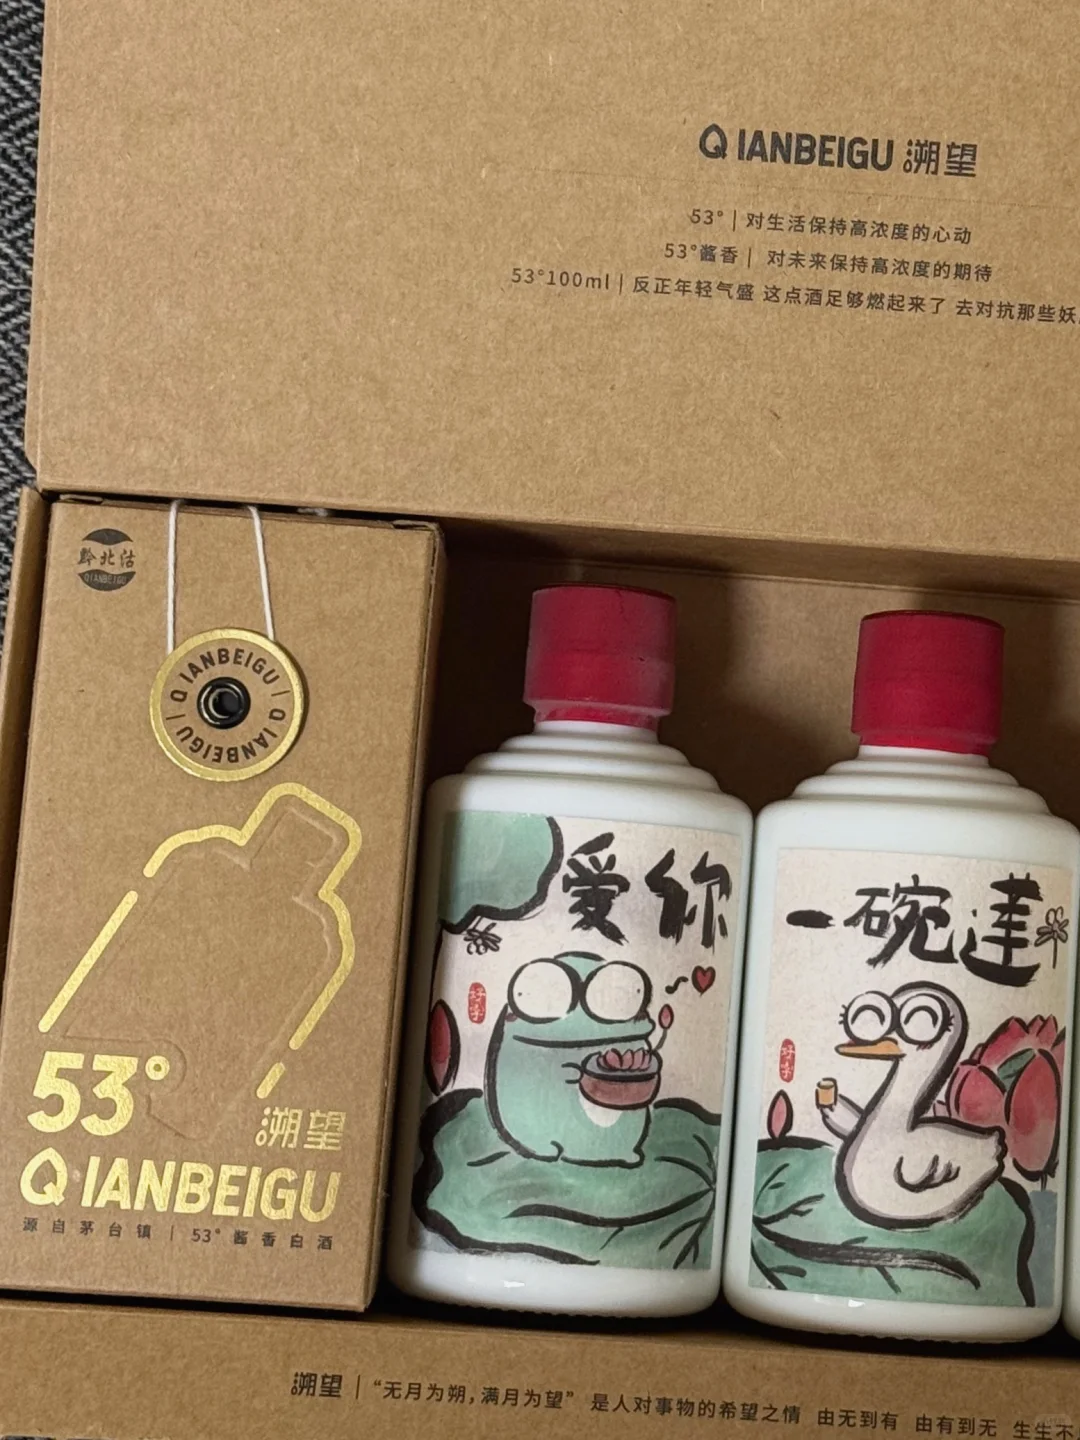 QIANBEIGU 溯望
53° | 对生活保持高浓度的心动
53°酱香 | 对未来保持高浓度的期待
53°100ml | 反正年轻气盛 这点酒足够燃起来了 去对抗那些妖
黔北沽
QIANBEIGU
QIANBEIGU | QIANBEIGU |
53°
溯望
QIANBEIGU
源自茅台镇 | 53°酱香白酒
爱你
好字
一碗莲
好字
溯望 | “无月为朔，满月为望” 是人对事物的希望之情 由无到有 由有到无 生生不